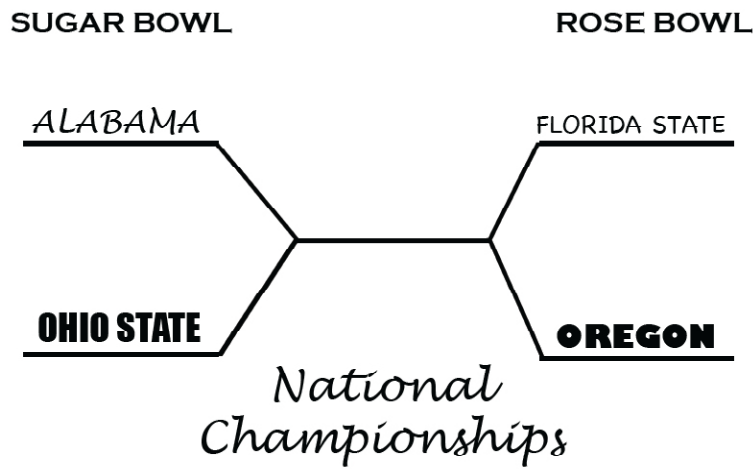 SUGAR BOWL
ROSE BOWL
ALABAMA
FLORIDA STATE
OHIO STATE
OREGON
National
Championships